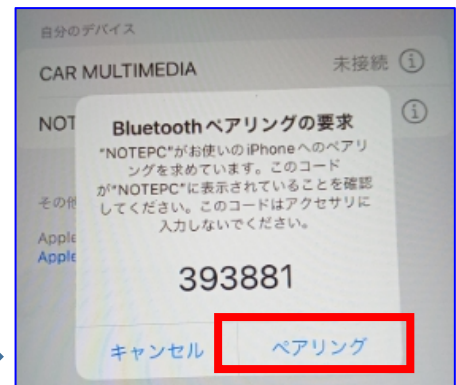 自分のデバイス
CAR MULTIMEDIA 未接続
NOT
Bluetoothペアリングの要求
"NOTEPC"がお使いのiPhoneへのペアリ
ングを求めています。このコード
が"NOTEPC"に表示されていることを確認
してください。このコードはアクセサリに
入力しないでください。
その他
Apple
Apple
393881
キャンセル ペアリング